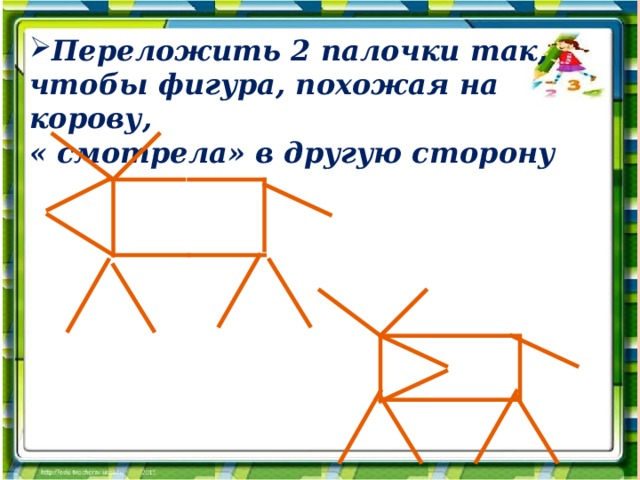 Переложить 2 палочки так,
чтобы фигура, похожая на
корову,
« смотрела» в другую сторону